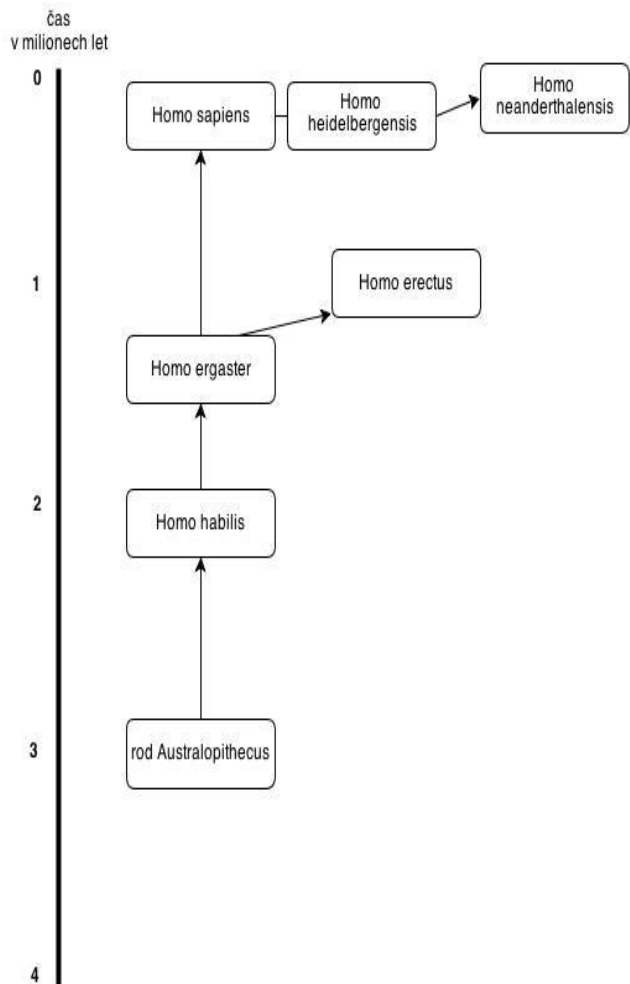 čas
v milionech let
0
Homo sapiens
Homo
heidelbergensis
Homo
neanderthalensis
1
Homo erectus
Homo ergaster
2
Homo habilis
3
rod Australopithecus
4